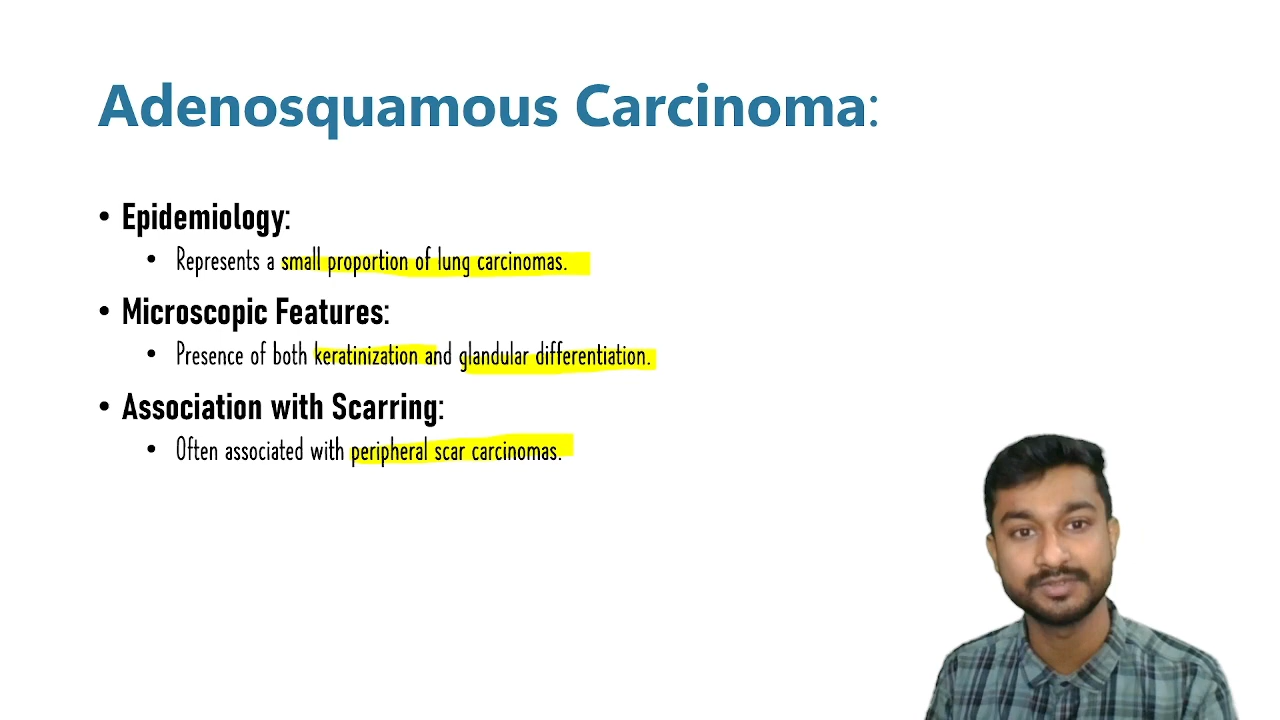 Adenosquamous Carcinoma:
• Epidemiology:
• Represents a small proportion of lung carcinomas.
• Microscopic Features:
• Presence of both keratinization and glandular differentiation.
• Association with Scarring:
• Often associated with peripheral scar carcinomas.